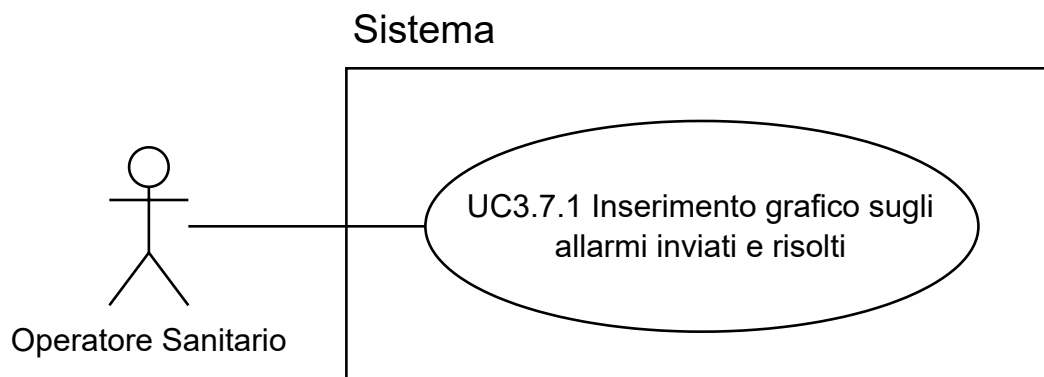 Sistema
UC3.7.1 Inserimento grafico sugli
allarmi inviati e risolti
Operatore Sanitario